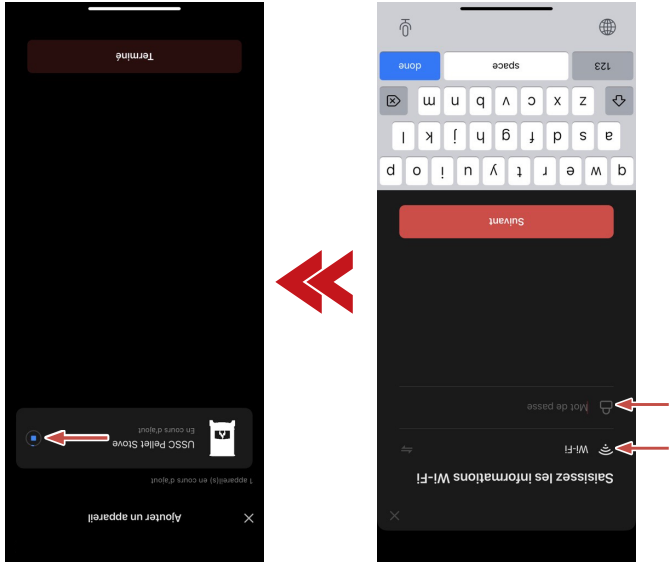 Saisissez les informations Wi-Fi
Wi-Fi
Mot de passe
Suivant
q w e r t y u i o p
a s d f g h j k l
z x c v b n m
123 space done
Ajouter un appareil
1 appareil(s) en cours d'ajout
USSC Pellet Stove
En cours d'ajout
Terminé